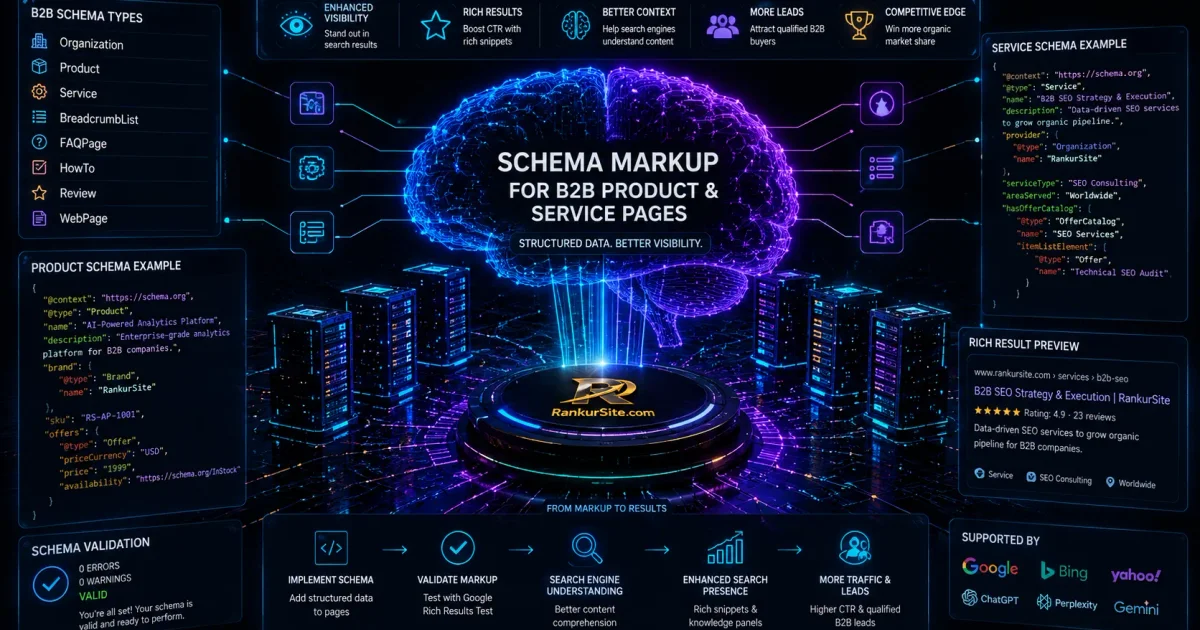 B2B SCHEMA TYPES
Organization
Product
Service
BreadcrumbList
FAQPage
HowTo
Review
WebPage
ENHANCED
VISIBILITY
Stand out in
search results
RICH RESULTS
Boost CTR with
rich snippets
BETTER CONTEXT
Help search engines
understand content
MORE LEADS
Attract qualified B2B
buyers
COMPETITIVE EDGE
Win more organic
market share
SCHEMA MARKUP
FOR B2B PRODUCT &
SERVICE PAGES
STRUCTURED DATA. BETTER VISIBILITY.
SERVICE SCHEMA EXAMPLE
{
"@context": "https://schema.org",
"@type": "Service",
"name": "B2B SEO Strategy & Execution",
"description": "Data-driven SEO services
to grow organic pipeline.",
"provider": {
"@type": "Organization",
"name": "RankurSite"
},
"serviceType": "SEO Consulting",
"areaServed": "Worldwide",
"hasOfferCatalog": {
"@type": "OfferCatalog",
"name": "SEO Services",
"itemListElement": {
"@type": "Offer",
"name": "Technical SEO Audit"
}
}
}
PRODUCT SCHEMA EXAMPLE
{
"@context": "https://schema.org",
"@type": "Product",
"name": "AI-Powered Analytics Platform",
"description": "Enterprise-grade analytics
platform for B2B companies.",
"brand": {
"@type": "Brand",
"name": "RankurSite"
},
"sku": "RS-AP-1001",
"offers": {
"@type": "Offer",
"priceCurrency": "USD",
"price": "1999",
"availability": "https://schema.org/InStock"
}
}
R
RankurSite.com
RICH RESULT PREVIEW
www.rankursite.com › services › b2b-seo
B2B SEO Strategy & Execution | RankurSite
★★★★★ Rating: 4.9 · 23 reviews
Data-driven SEO services to grow organic
pipeline for B2B companies.
Service
SEO Consulting
Worldwide
SCHEMA VALIDATION
0 ERRORS
0 WARNINGS
VALID
You're all set! Your schema is
valid and ready to perform.
FROM MARKUP TO RESULTS
</>
IMPLEMENT SCHEMA
Add structured data
to pages
VALIDATE MARKUP
Test with Google
Rich Results Test
SEARCH ENGINE
UNDERSTANDING
Better content
comprehension
ENHANCED SEARCH
PRESENCE
Rich snippets &
knowledge panels
MORE TRAFFIC &
LEADS
Higher CTR & qualified
B2B leads
SUPPORTED BY
Google
Bing
yahoo!
ChatGPT
Perplexity
Gemini